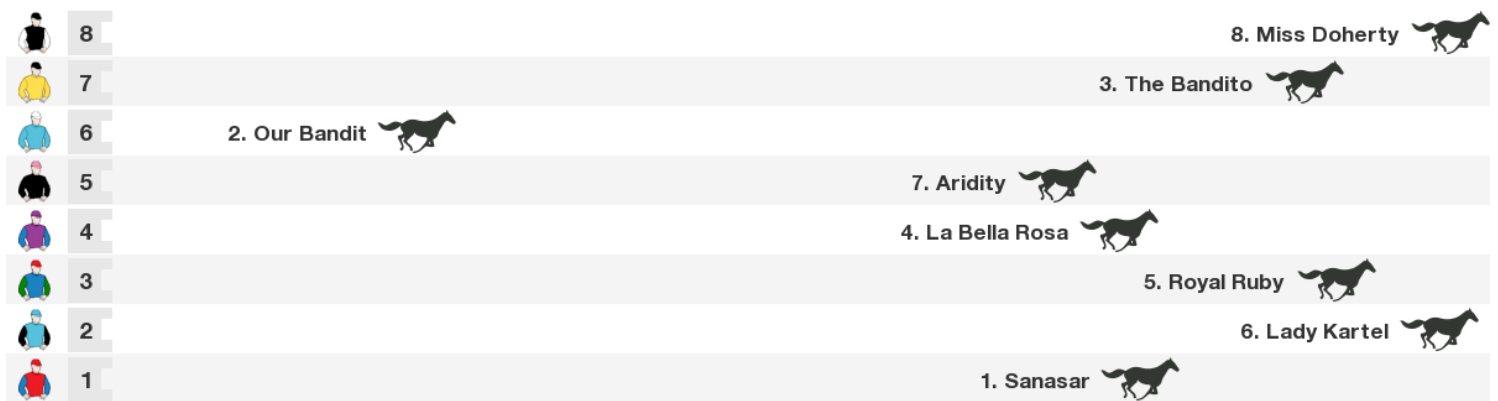 8 8. Miss Doherty
7 3. The Bandito
6 2. Our Bandit
5 7. Aridity
4 4. La Bella Rosa
3 5. Royal Ruby
2 6. Lady Kartel
1 1. Sanasar